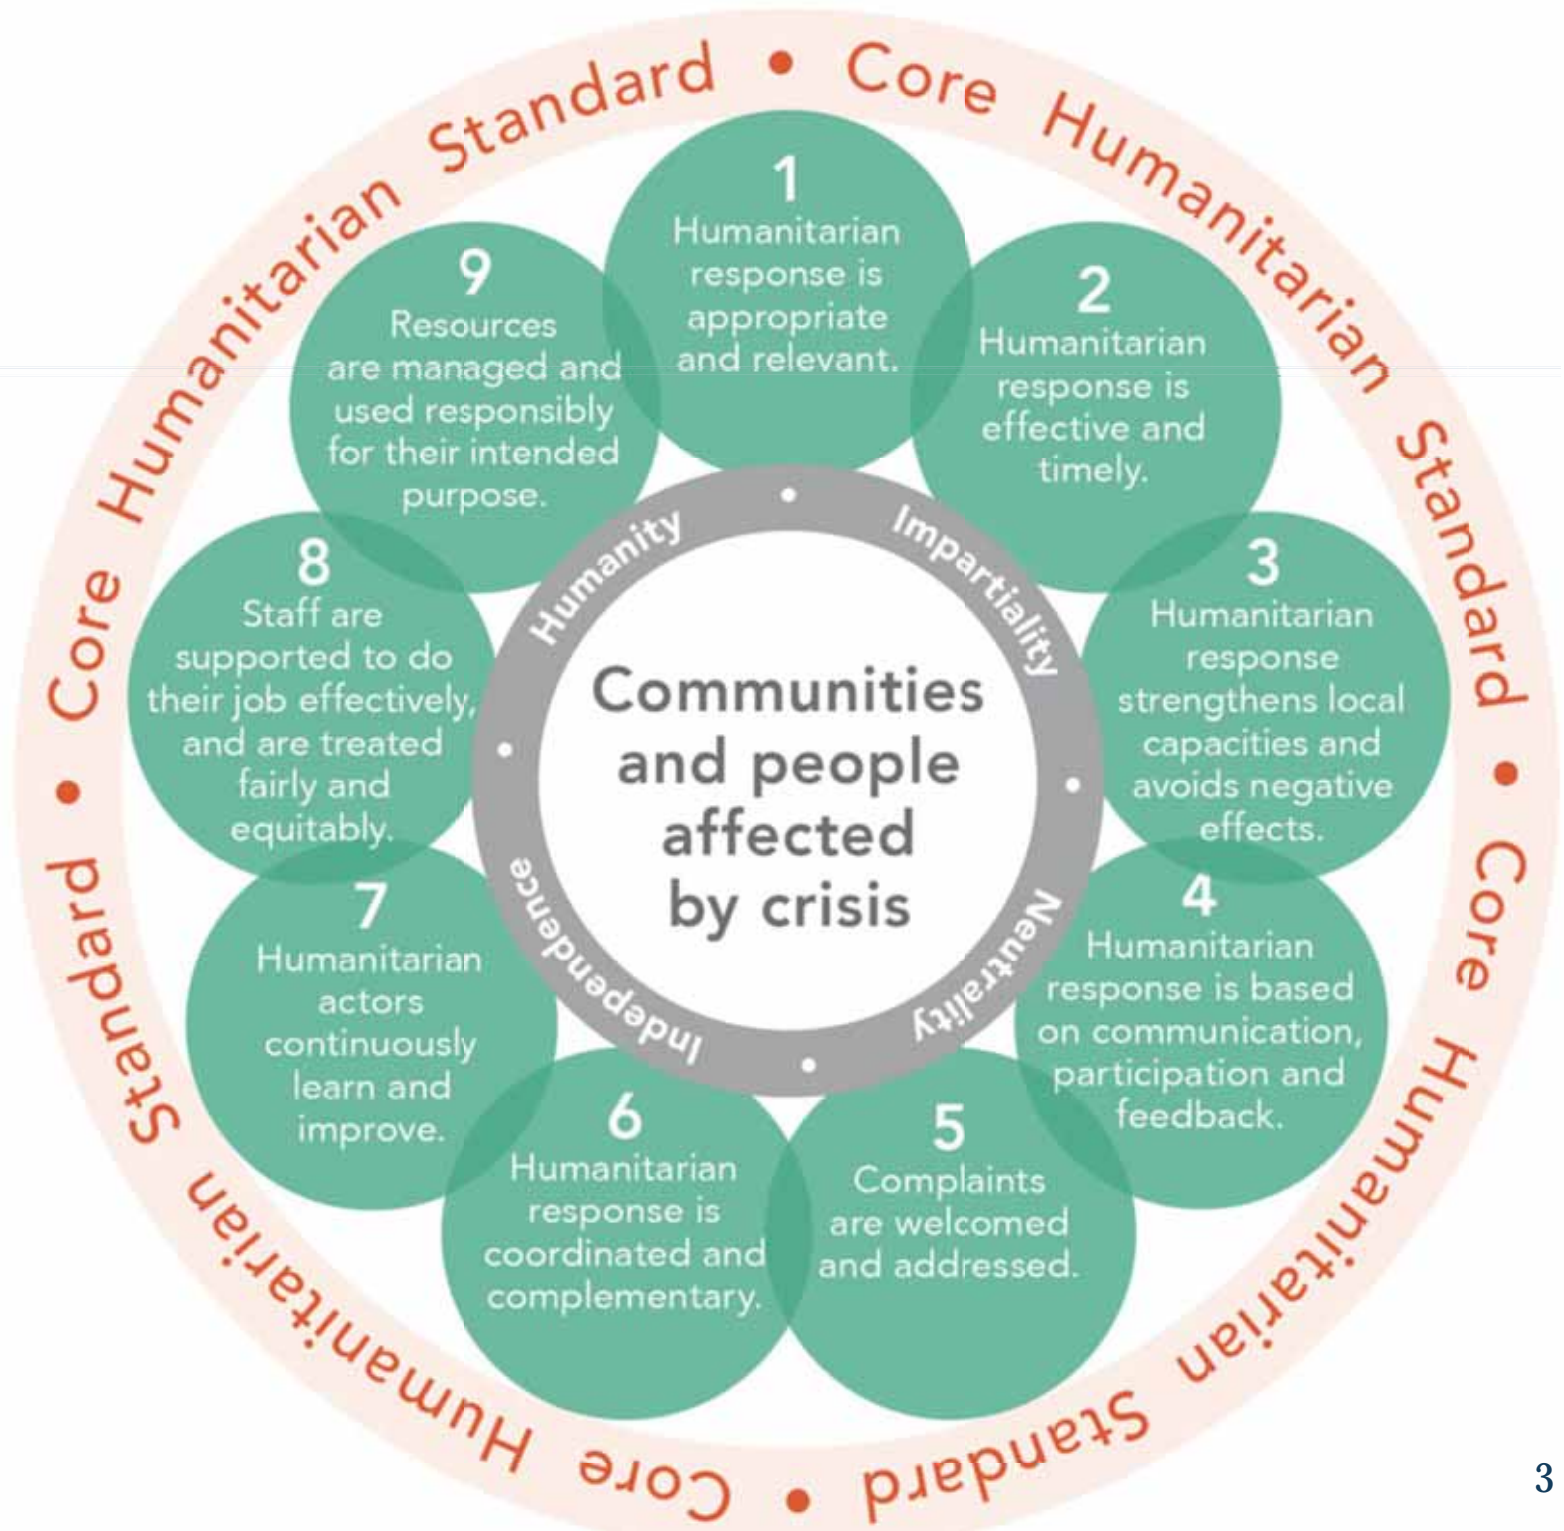 Core Humanitarian Standard • Core Humanitarian Standard • Core Humanitarian Standard • Core Humanitarian Standard •
1
Humanitarian
response is
appropriate
and relevant.
2
Humanitarian
response is
effective and
timely.
3
Humanitarian
response
strengthens local
capacities and
avoids negative
effects.
4
Humanitarian
response is based
on communication,
participation and
feedback.
5
Complaints
are welcomed
and addressed.
6
Humanitarian
response is
coordinated and
complementary.
7
Humanitarian
actors
continuously
learn and
improve.
8
Staff are
supported to do
their job effectively,
and are treated
fairly and
equitably.
9
Resources
are managed and
used responsibly
for their intended
purpose.
Humanity • Impartiality • Neutrality • Independence •
Communities
and people
affected
by crisis
3